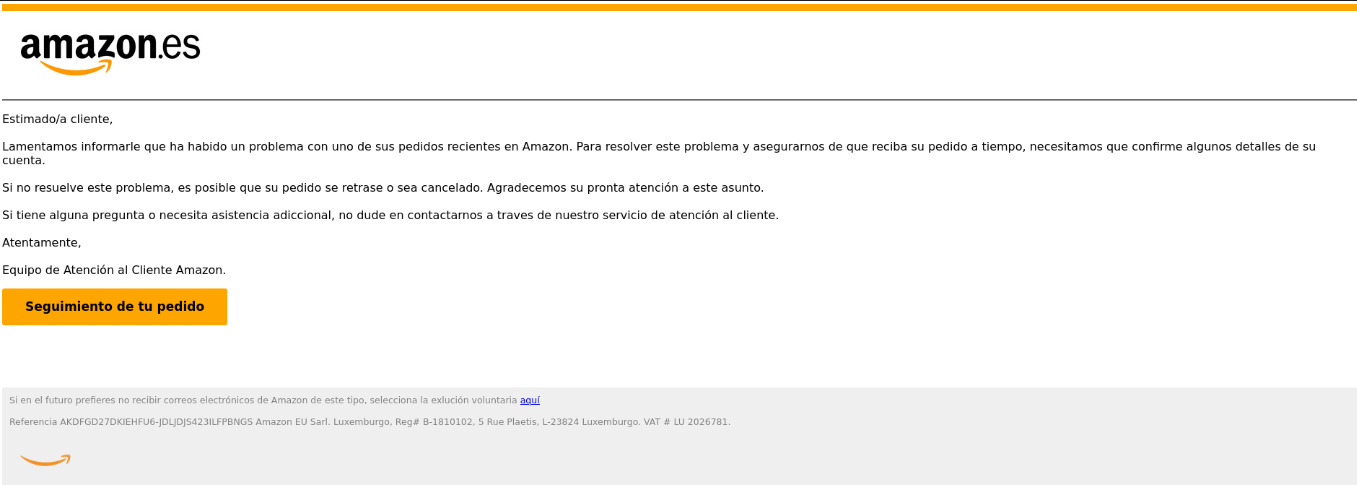 amazon.es
Estimado/a cliente,
Lamentamos informarle que ha habido un problema con uno de sus pedidos recientes en Amazon. Para resolver este problema y asegurarnos de que reciba su pedido a tiempo, necesitamos que confirme algunos detalles de su
cuenta.
Si no resuelve este problema, es posible que su pedido se retrase o sea cancelado. Agradecemos su pronta atención a este asunto.
Si tiene alguna pregunta o necesita asistencia adiccional, no dude en contactarnos a traves de nuestro servicio de atención al cliente.
Atentamente,
Equipo de Atención al Cliente Amazon.
Seguimiento de tu pedido
Si en el futuro prefieres no recibir correos electrónicos de Amazon de este tipo, selecciona la exlución voluntaria aquí
Referencia AKDFGD27DKIEHFU6-JDLJDJS423ILFPBNGS Amazon EU Sarl. Luxemburgo, Reg# B-1810102, 5 Rue Plaetis, L-23824 Luxemburgo. VAT # LU 2026781.